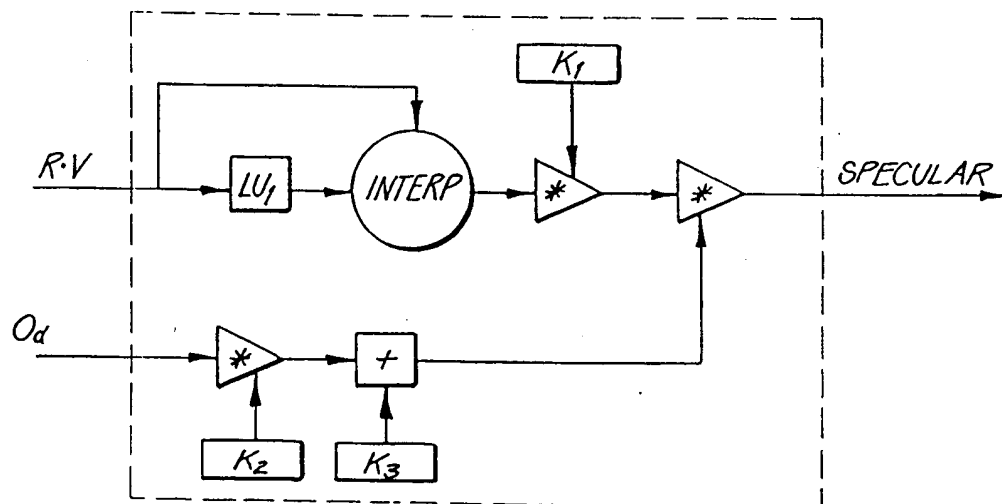 K₁
R·V
LU₁
INTERP
*
*
SPECULAR
Od
*
+
K₂
K₃